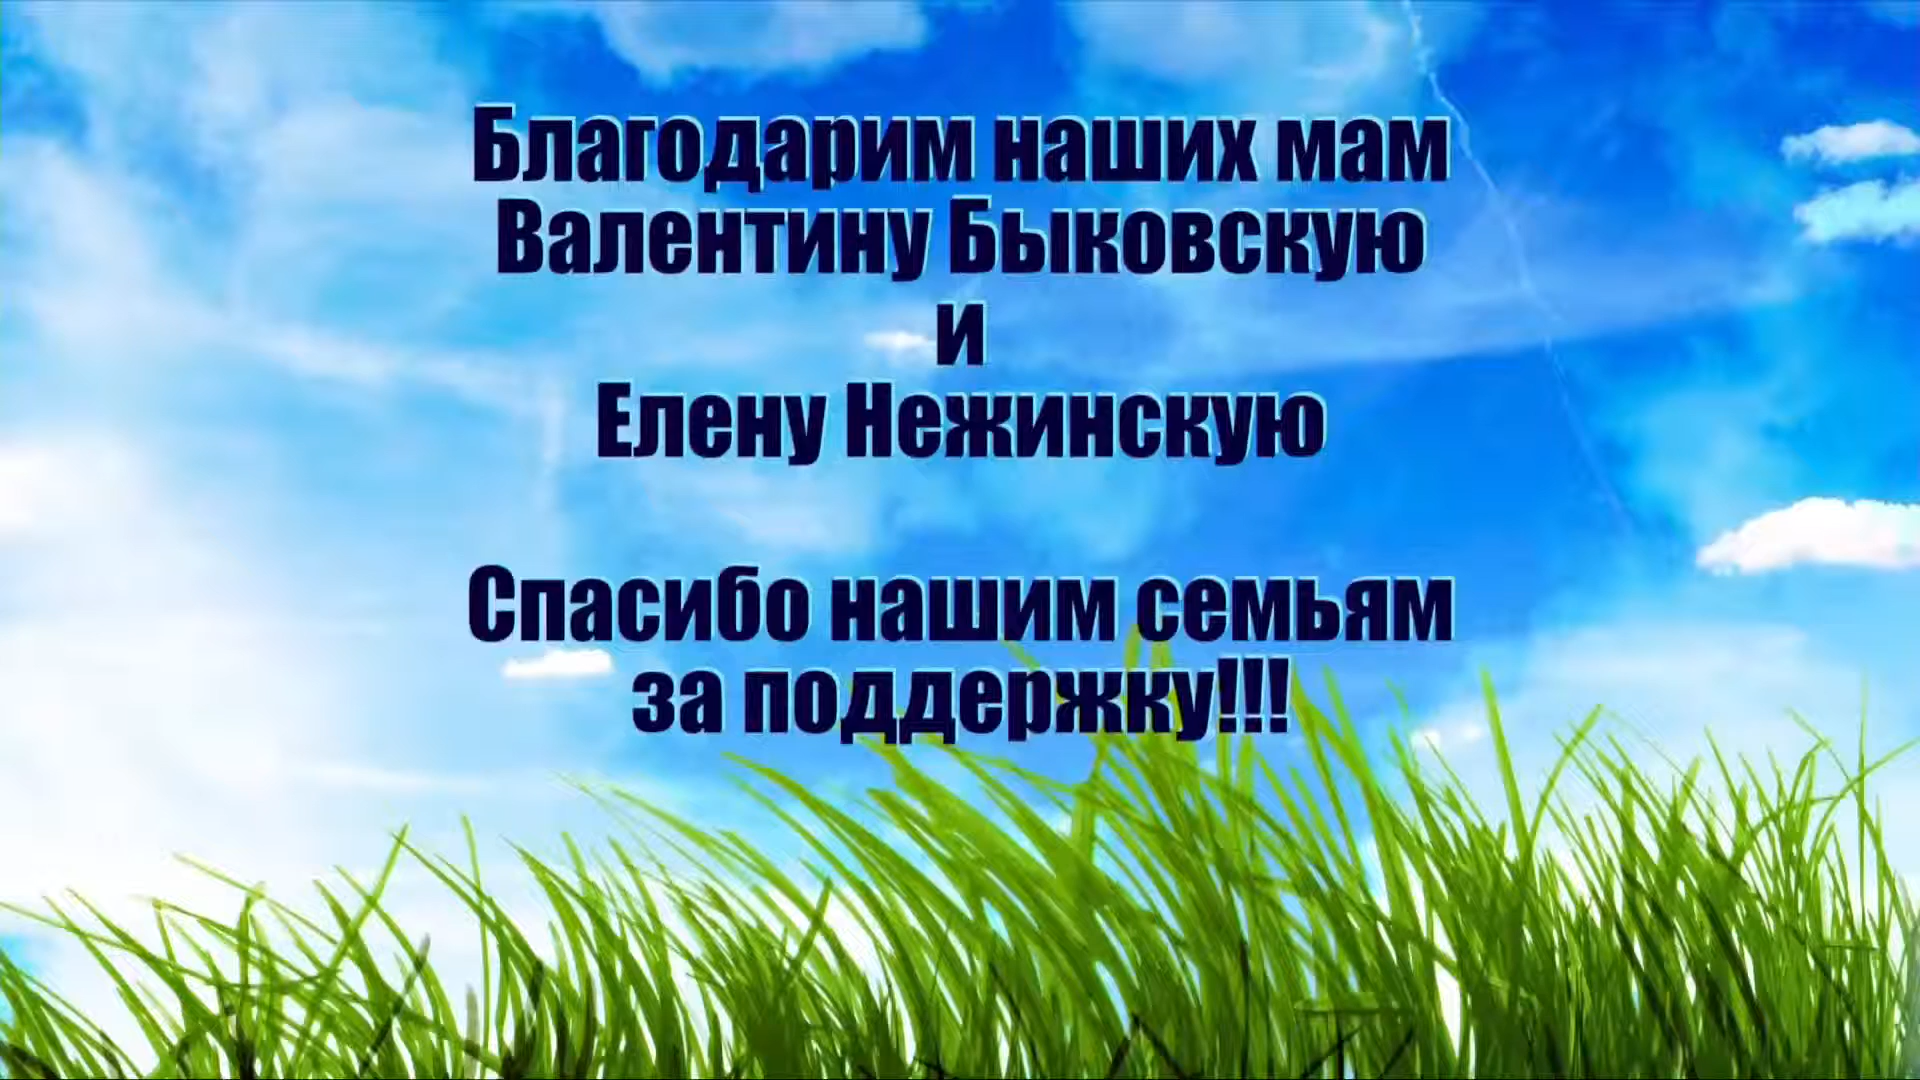 Благодарим наших мам
Валентину Быковскую
и
Елену Нежинскую
Спасибо нашим семьям
за поддержку!!!